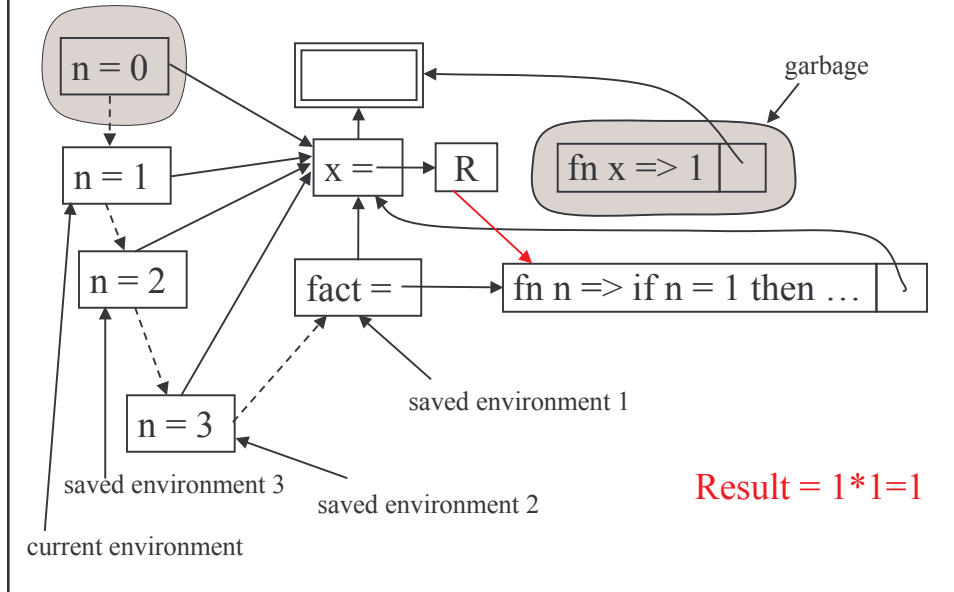 n = 0
garbage
fn x => 1
n = 1
x =
R
n = 2
fact =
fn n => if n = 1 then …
saved environment 1
n = 3
saved environment 3
saved environment 2
Result = 1*1=1
current environment